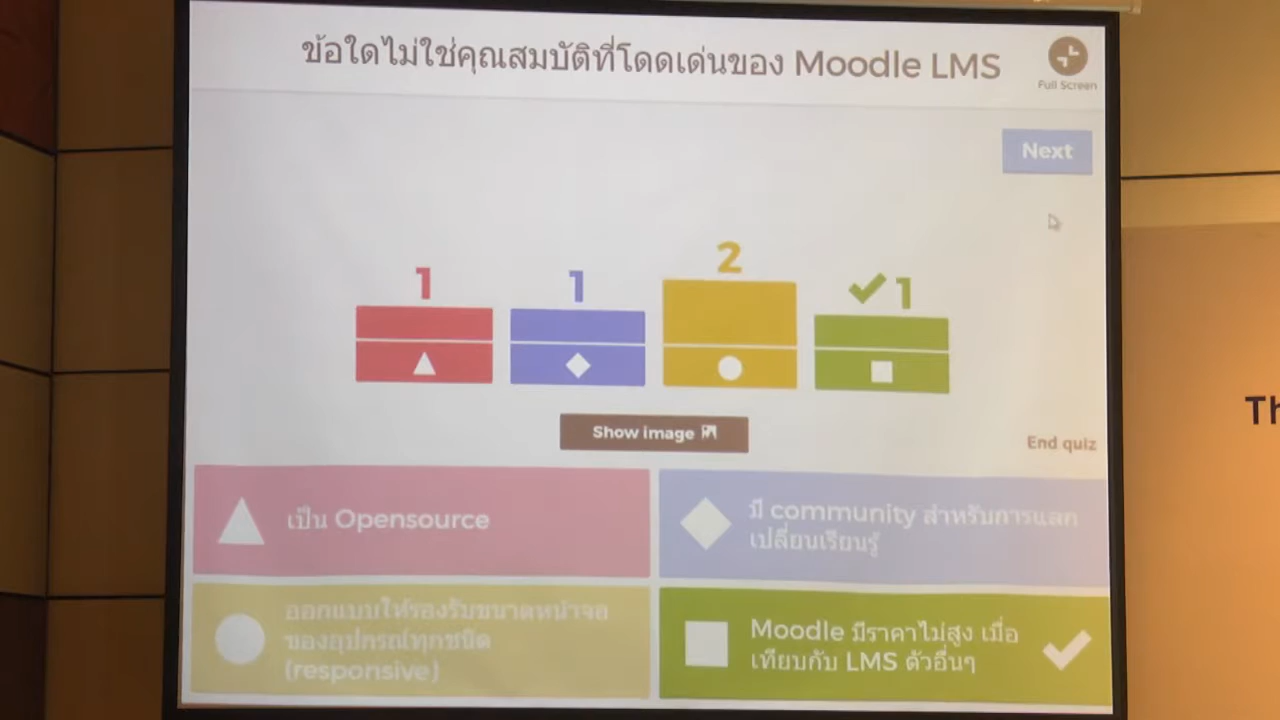 ข้อใดไม่ใช่คุณสมบัติที่โดดเด่นของ Moodle LMS
Full Screen
Next
1
1
2
1
Show image
End quiz
เป็น Opensource
มี community สำหรับการแลก
เปลี่ยนเรียนรู้
ออกแบบให้รองรับขนาดหน้าจอ
ของอุปกรณ์ทุกชนิด
(responsive)
Moodle มีราคาไม่สูง เมื่อ
เทียบกับ LMS ตัวอื่นๆ
Th